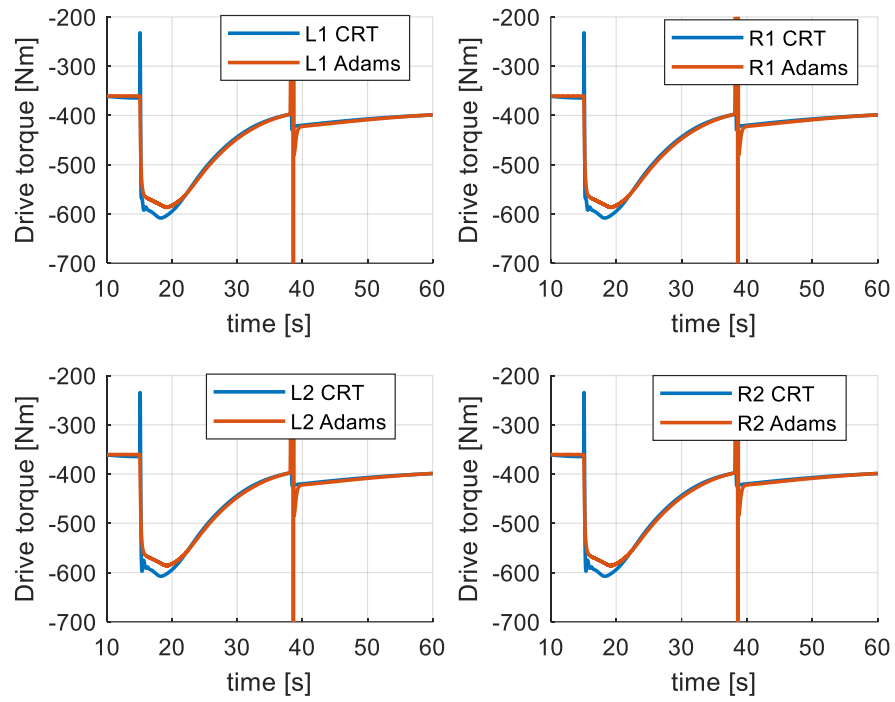 -200
-300
-400
-500
-600
-700
Drive torque [Nm]
10 20 30 40 50 60
time [s]
L1 CRT
L1 Adams
-200
-300
-400
-500
-600
-700
Drive torque [Nm]
10 20 30 40 50 60
time [s]
R1 CRT
R1 Adams
-200
-300
-400
-500
-600
-700
Drive torque [Nm]
10 20 30 40 50 60
time [s]
L2 CRT
L2 Adams
-200
-300
-400
-500
-600
-700
Drive torque [Nm]
10 20 30 40 50 60
time [s]
R2 CRT
R2 Adams